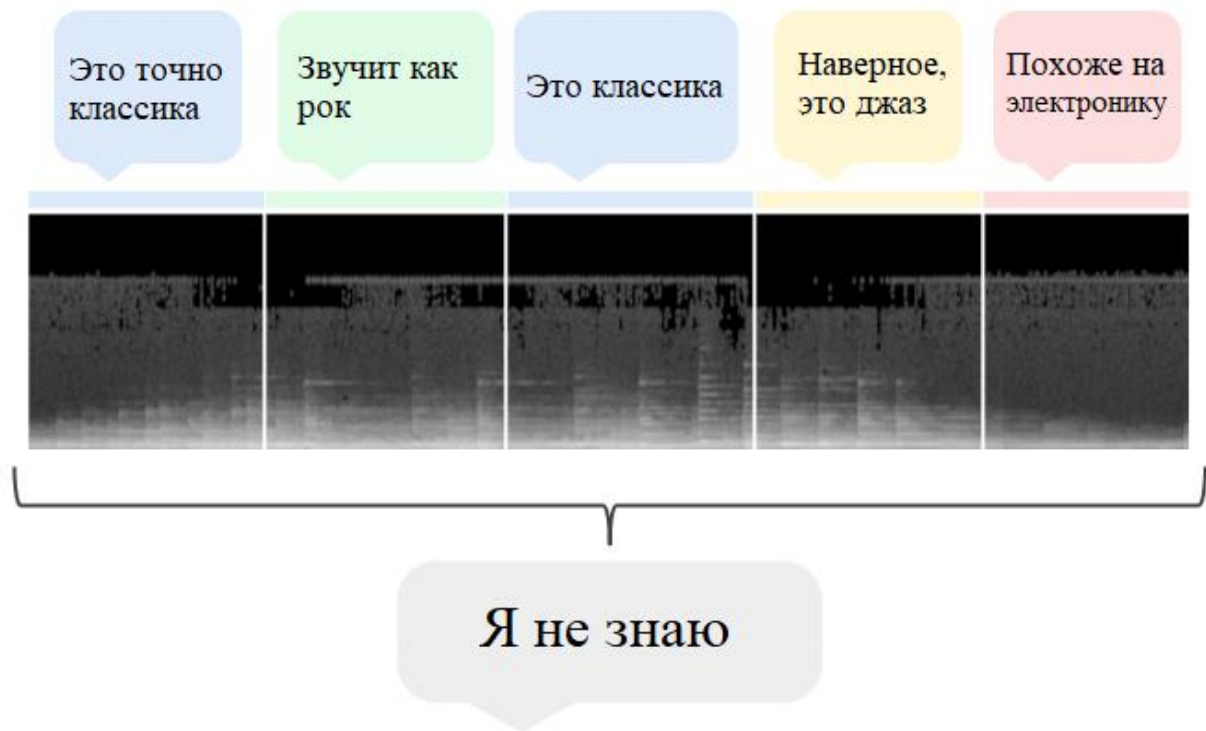 Это точно
классика
Звучит как
рок
Это классика
Наверное,
это джаз
Похоже на
электронику
Я не знаю